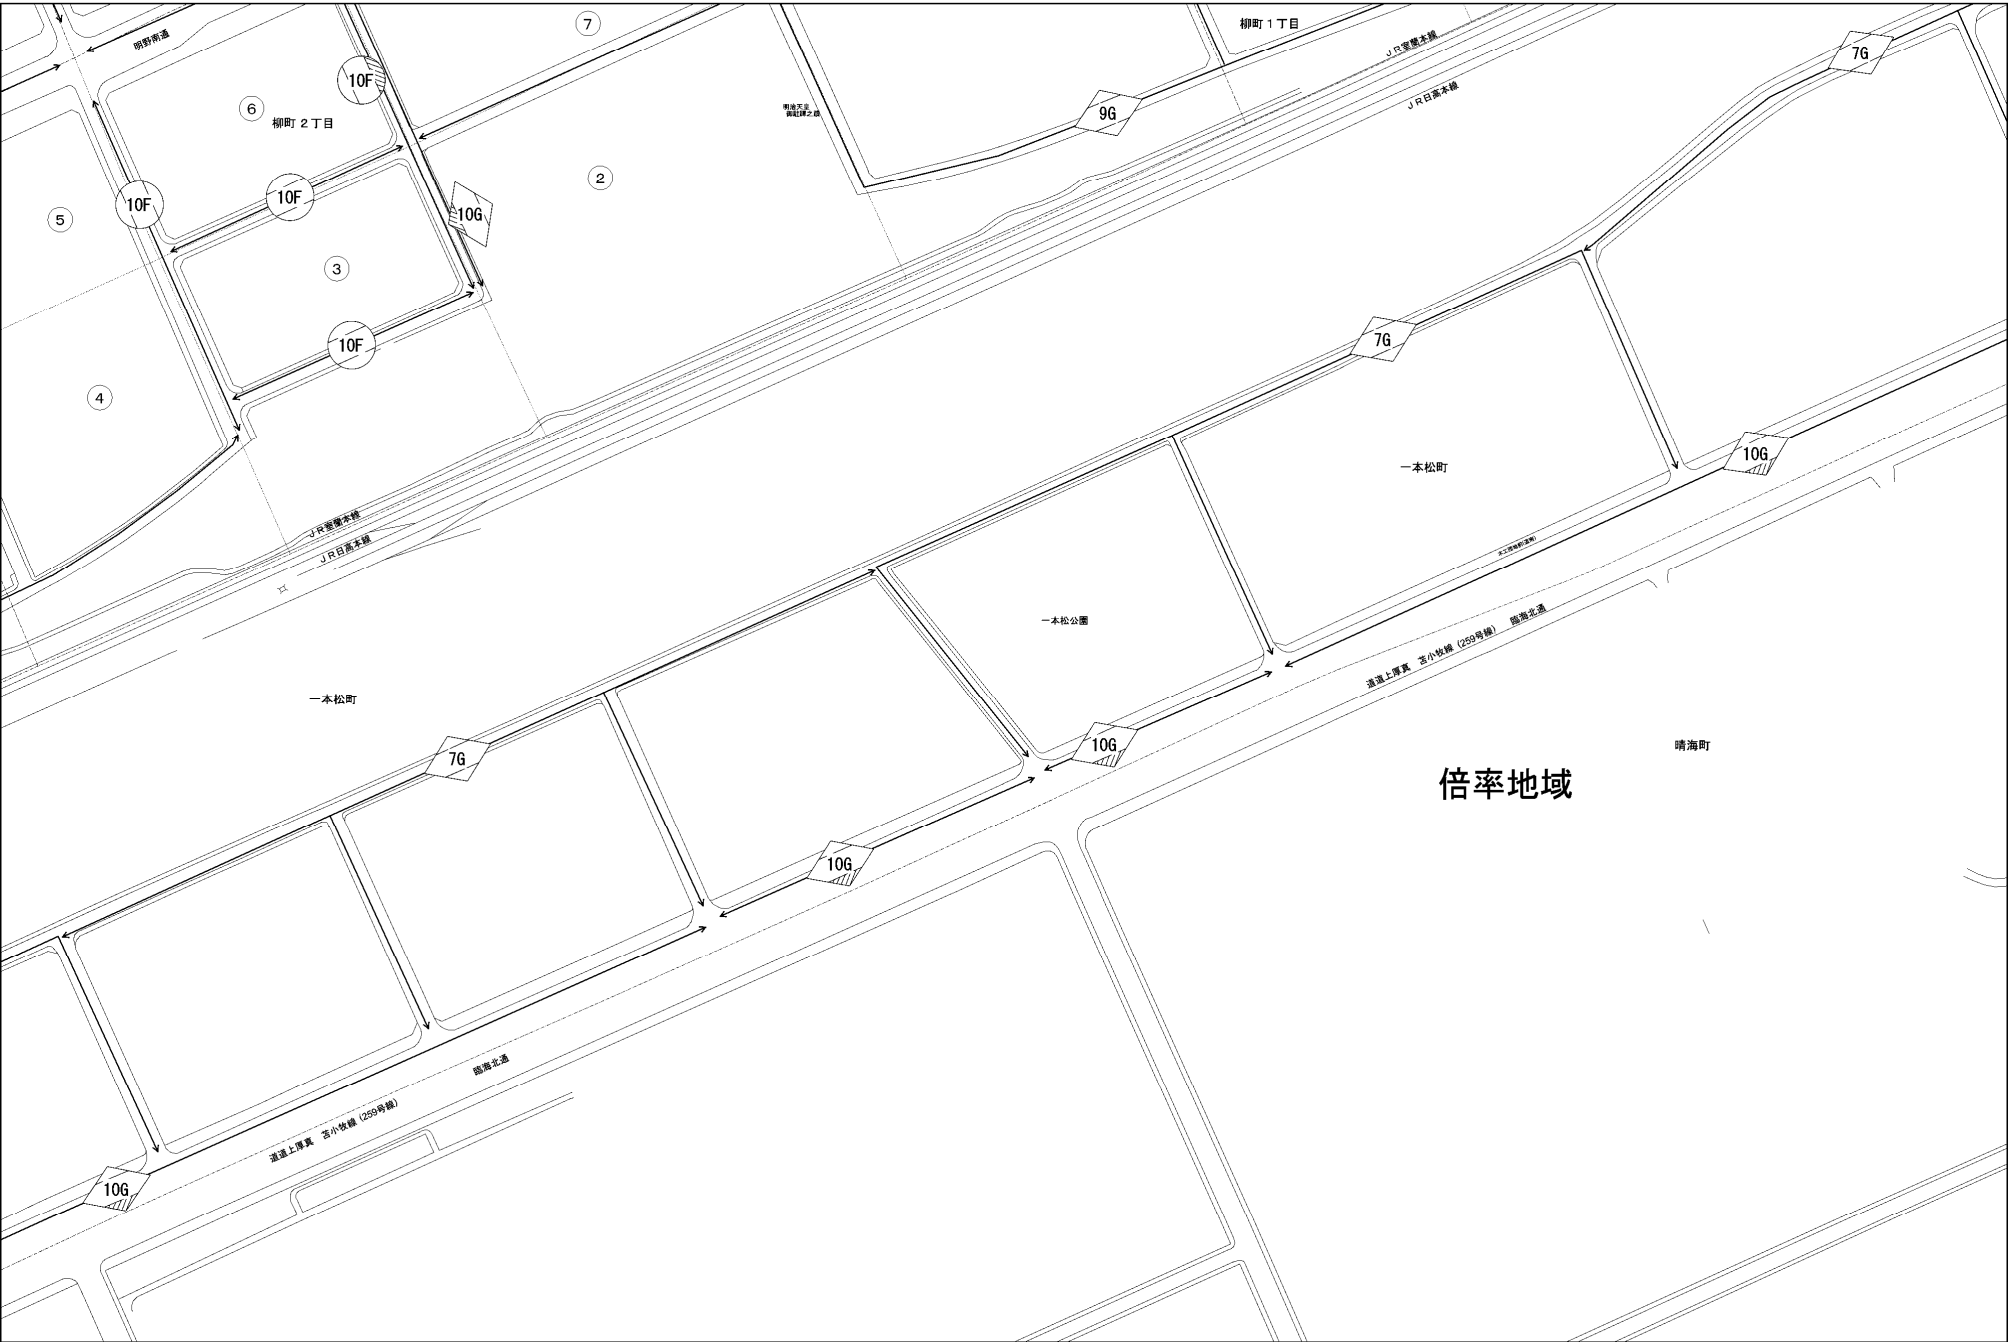 ⑦
柳町１丁目
ＪＲ室蘭本線
7G
明野南通
10F
⑥
柳町２丁目
9G
ＪＲ日高本線
②
10F
10F
10G
⑤
③
10F
7G
④
10G
一本松町
ＪＲ室蘭本線
ＪＲ日高本線
一本松公園
道道上厚真　苫小牧線（259号線）　臨海北通
一本松町
10G
晴海町
7G
倍率地域
10G
臨海北通
道道上厚真　苫小牧線（259号線）
10G